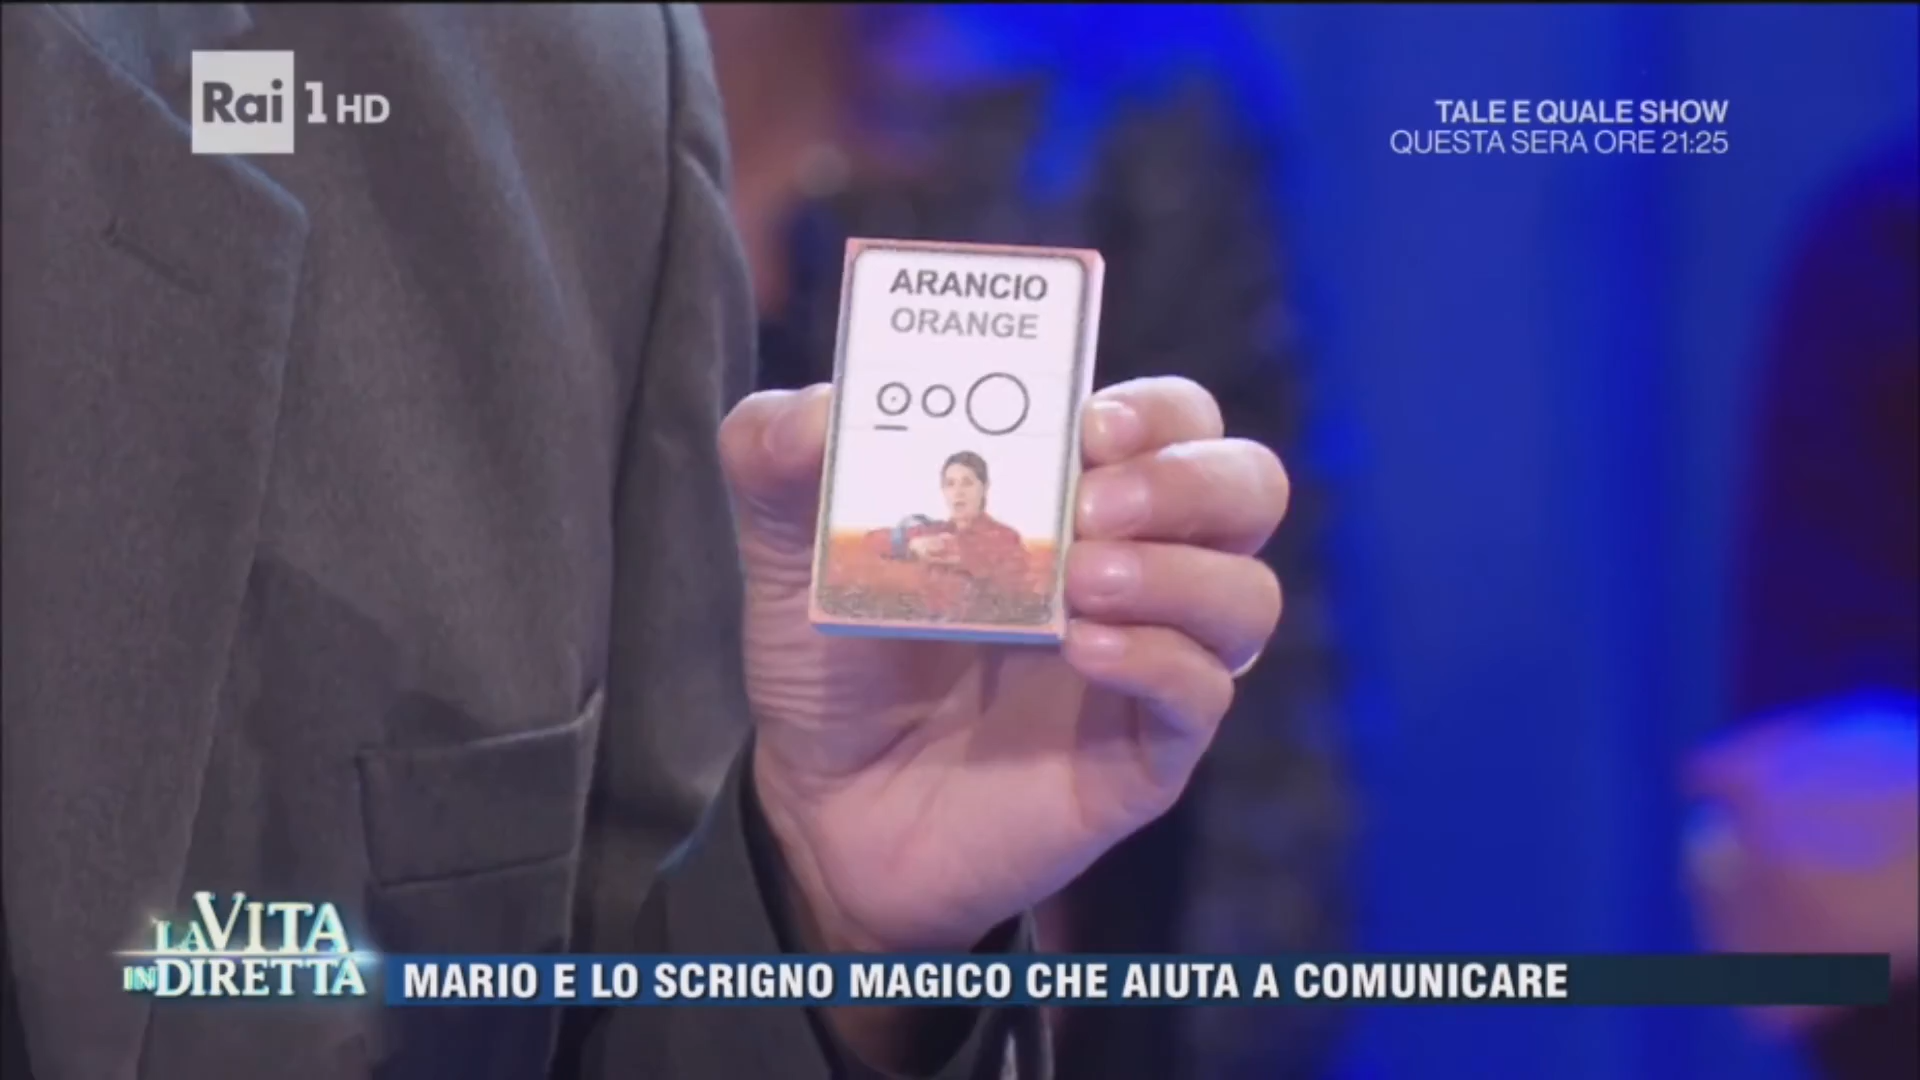 Rai 1 HD
TALE E QUALE SHOW
QUESTA SERA ORE 21:25
ARANCIO
ORANGE
LA VITA
IN DIRETTA
MARIO E LO SCRIGNO MAGICO CHE AIUTA A COMUNICARE